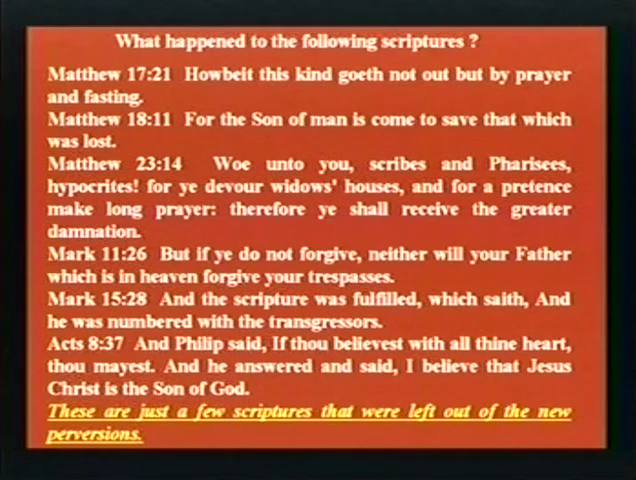 What happened to the following scriptures ?
Matthew 17:21 Howbeit this kind goeth not out but by prayer
and fasting.
Matthew 18:11 For the Son of man is come to save that which
was lost.
Matthew 23:14 Woe unto you, scribes and Pharisees,
hypocrites! for ye devour widows' houses, and for a pretence
make long prayer: therefore ye shall receive the greater
damnation.
Mark 11:26 But if ye do not forgive, neither will your Father
which is in heaven forgive your trespasses.
Mark 15:28 And the scripture was fulfilled, which saith, And
he was numbered with the transgressors.
Acts 8:37 And Philip said, If thou believest with all thine heart,
thou mayest. And he answered and said, I believe that Jesus
Christ is the Son of God.
These are just a few scriptures that were left out of the new
perversions.